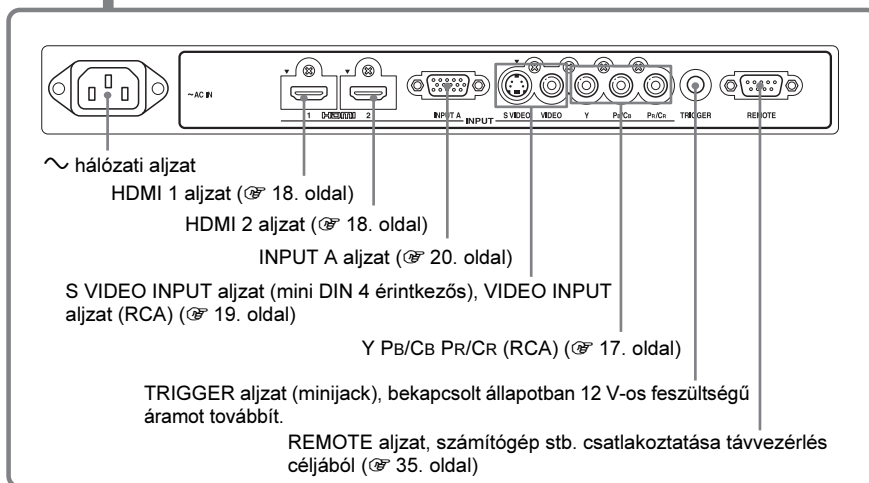 ~AC IN
1 HDMI 2
INPUT A
INPUT
S VIDEO VIDEO Y PB/CB PR/CR TRIGGER REMOTE
∼ hálózati aljzat
HDMI 1 aljzat (☞ 18. oldal)
HDMI 2 aljzat (☞ 18. oldal)
INPUT A aljzat (☞ 20. oldal)
S VIDEO INPUT aljzat (mini DIN 4 érintkezős), VIDEO INPUT
aljzat (RCA) (☞ 19. oldal)
Y PB/CB PR/CR (RCA) (☞ 17. oldal)
TRIGGER aljzat (minijack), bekapcsolt állapotban 12 V-os feszültségű
áramot továbbít.
REMOTE aljzat, számítógép stb. csatlakoztatása távvezérlés
céljából (☞ 35. oldal)